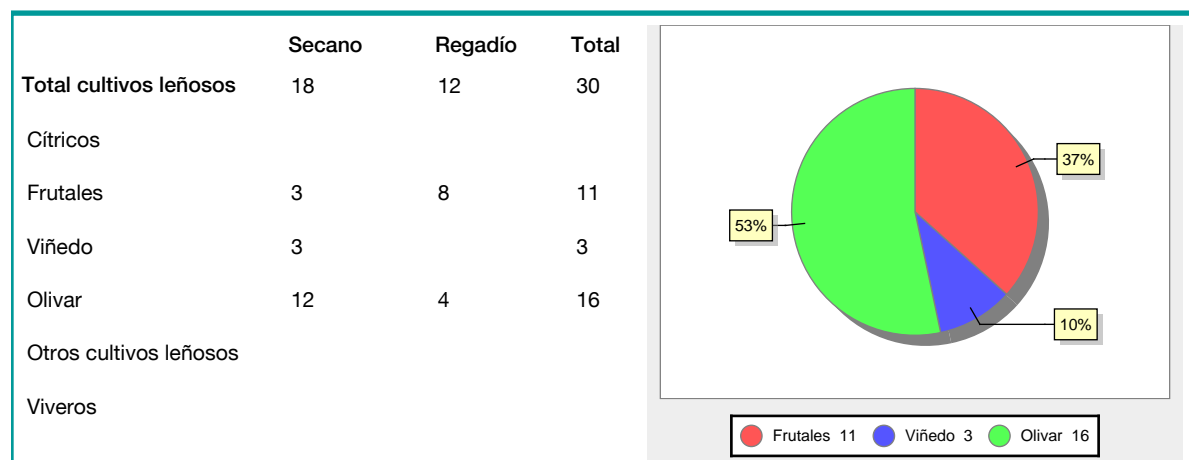 Secano Regadío Total
Total cultivos leñosos 18 12 30
Cítricos
Frutales 3 8 11
Viñedo 3 3
Olivar 12 4 16
Otros cultivos leñosos
Viveros
37%
53%
10%
Frutales 11 Viñedo 3 Olivar 16